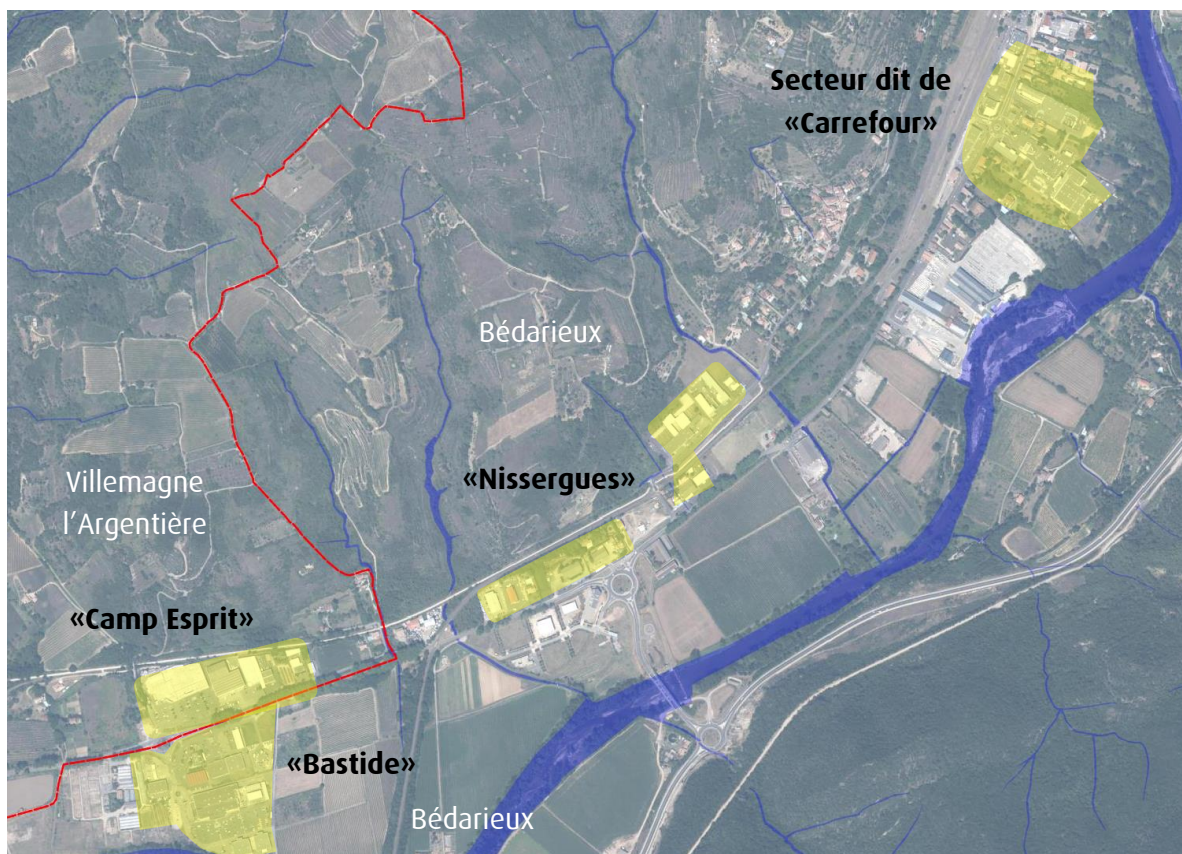 Secteur dit de
«Carrefour»
Bédarieux
«Nissergues»
Villemagne
l’Argentière
«Camp Esprit»
«Bastide»
Bédarieux